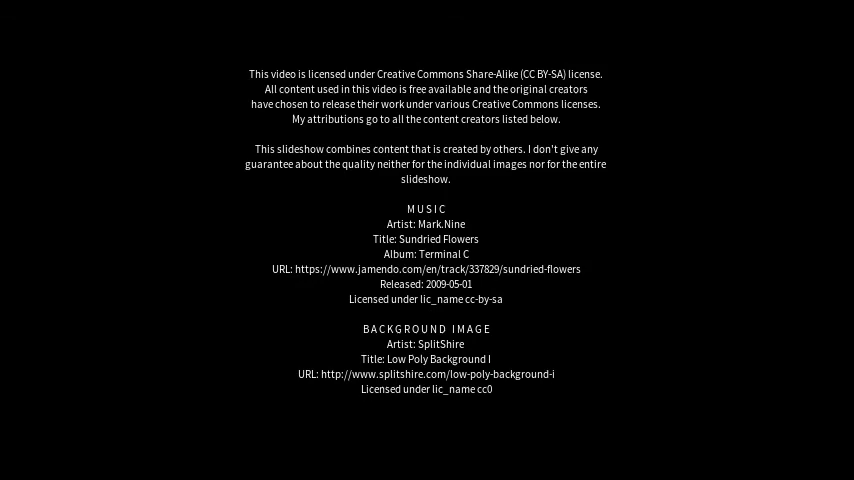 This video is licensed under Creative Commons Share-Alike (CC BY-SA) license.
All content used in this video is free available and the original creators
have chosen to release their work under various Creative Commons licenses.
My attributions go to all the content creators listed below.
This slideshow combines content that is created by others. I don't give any
guarantee about the quality neither for the individual images nor for the entire
slideshow.
MUSIC
Artist: Mark.Nine
Title: Sundried Flowers
Album: Terminal C
URL: https://www.jamendo.com/en/track/337829/sundried-flowers
Released: 2009-05-01
Licensed under lic_name cc-by-sa
BACKGROUND IMAGE
Artist: SplitShire
Title: Low Poly Background I
URL: http://www.splitshire.com/low-poly-background-i
Licensed under lic_name cc0